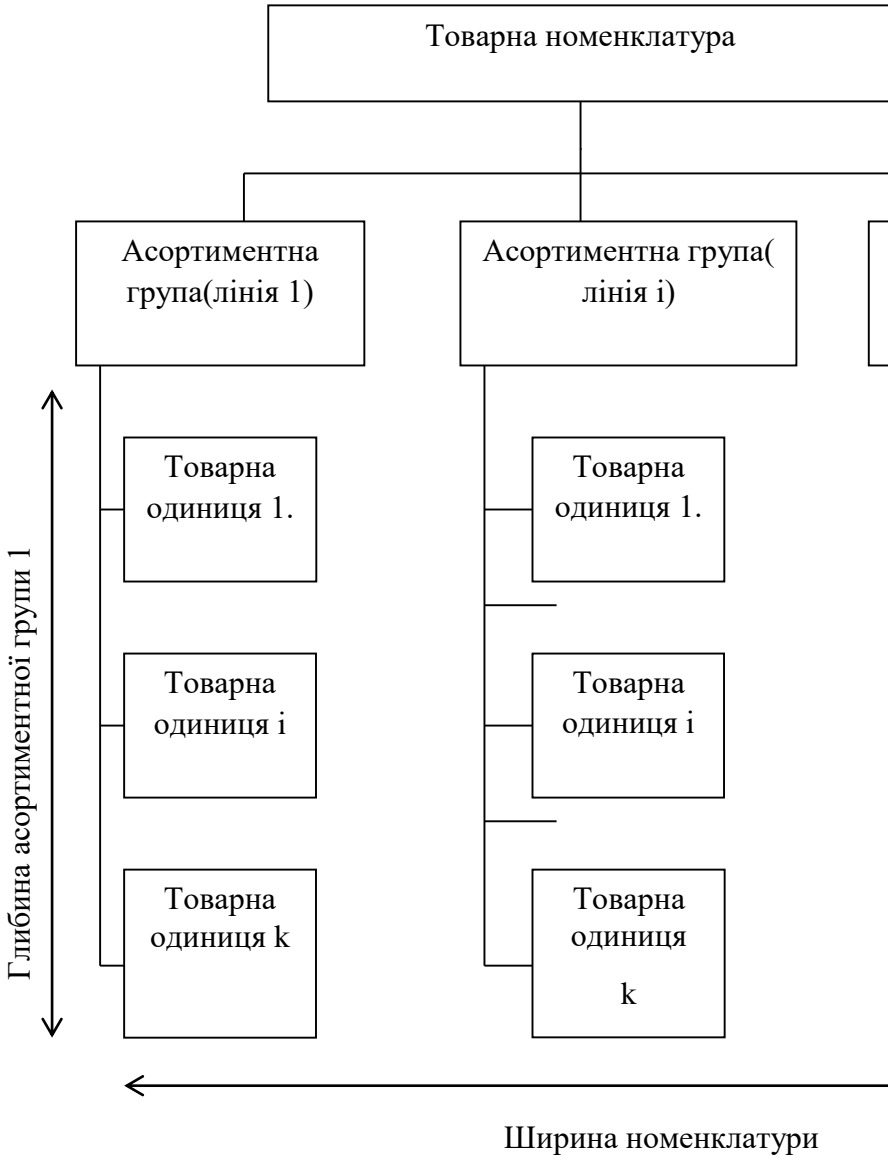 Товарна номенклатура
Асортиментна
група(лінія 1)
Асортиментна група(
лінія і)
Товарна
одиниця 1.
Товарна
одиниця 1.
Товарна
одиниця і
Товарна
одиниця і
Товарна
одиниця k
Товарна
одиниця
k
Глибина асортиментної групи 1
Ширина номенклатури